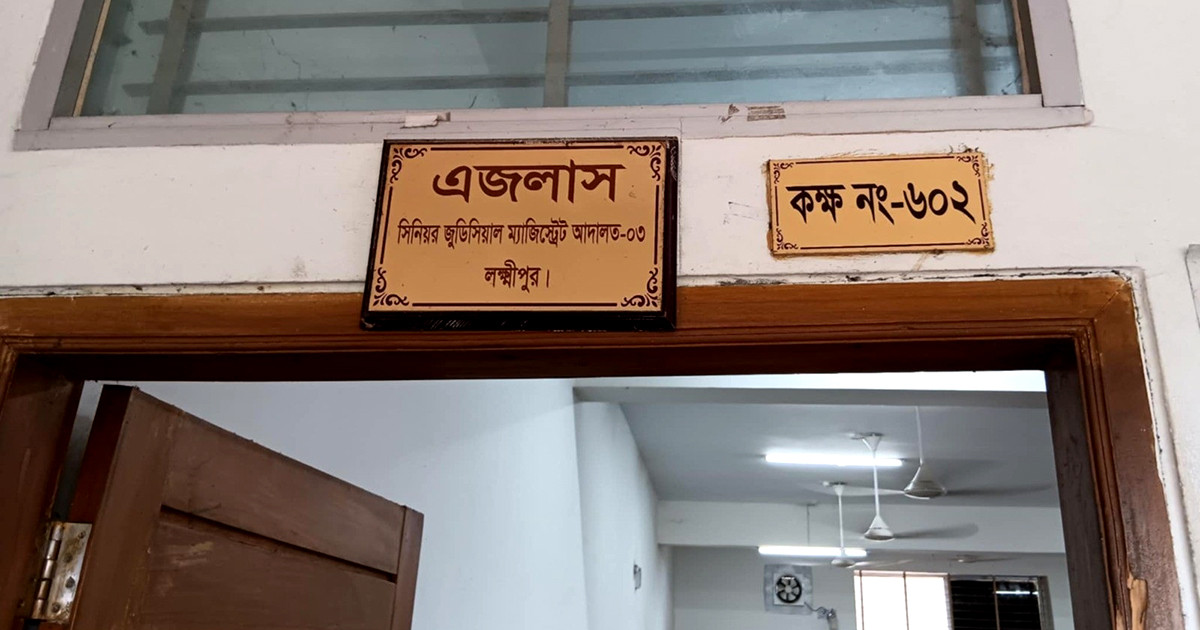 এজলাস
সিনিয়র জুডিসিয়াল ম্যাজিস্ট্রেট আদালত-০৩
লক্ষ্মীপুর।
কক্ষ নং-৬০২